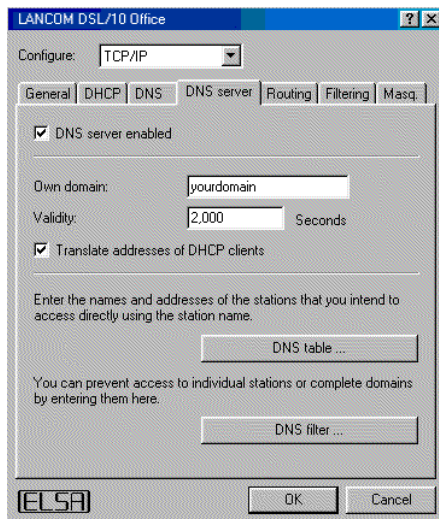 LANCOM DSL/10 Office
Configure: TCP/IP
General DHCP DNS DNS server Routing Filtering Masq.
DNS server enabled
Own domain: yourdomain
Validity: 2,000 Seconds
Translate addresses of DHCP clients
Enter the names and addresses of the stations that you intend to
access directly using the station name.
DNS table ...
You can prevent access to individual stations or complete domains
by entering them here.
DNS filter ...
[ELSA] OK Cancel